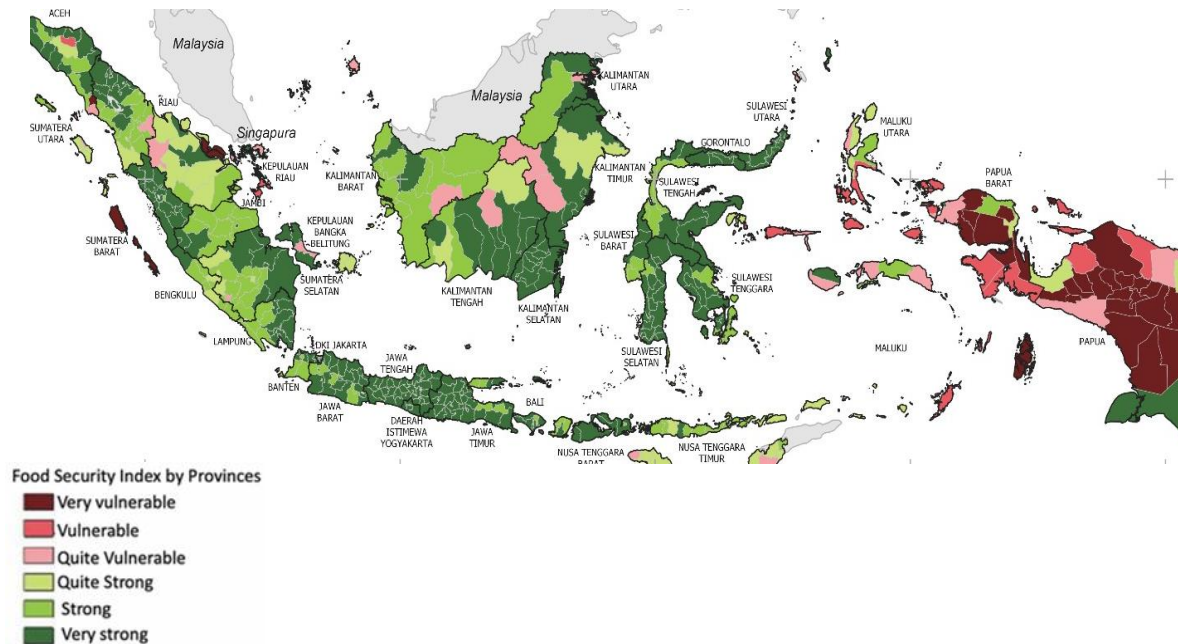 ACEH
Malaysia
SUMATERA
UTARA
RIAU
Singapura
KEPULAUAN
RIAU
JAMBI
SUMATERA
BARAT
KEPULAUAN
BANGKA
BELITUNG
SUMATERA
SELATAN
BENGKULU
LAMPUNG
DKI JAKARTA
BANTEN
JAWA
BARAT
JAWA
TENGAH
DAERAH
ISTIMEWA
YOGYAKARTA
JAWA
TIMUR
BALI
NUSA TENGGARA
BARAT
NUSA TENGGARA
TIMUR
Malaysia
KALIMANTAN
UTARA
KALIMANTAN
BARAT
KALIMANTAN
TIMUR
KALIMANTAN
TENGAH
KALIMANTAN
SELATAN
SULAWESI
UTARA
GORONTALO
SULAWESI
TENGAH
SULAWESI
BARAT
SULAWESI
TENGGARA
SULAWESI
SELATAN
MALUKU
UTARA
MALUKU
PAPUA
BARAT
PAPUA
Food Security Index by Provinces
Very vulnerable
Vulnerable
Quite Vulnerable
Quite Strong
Strong
Very strong